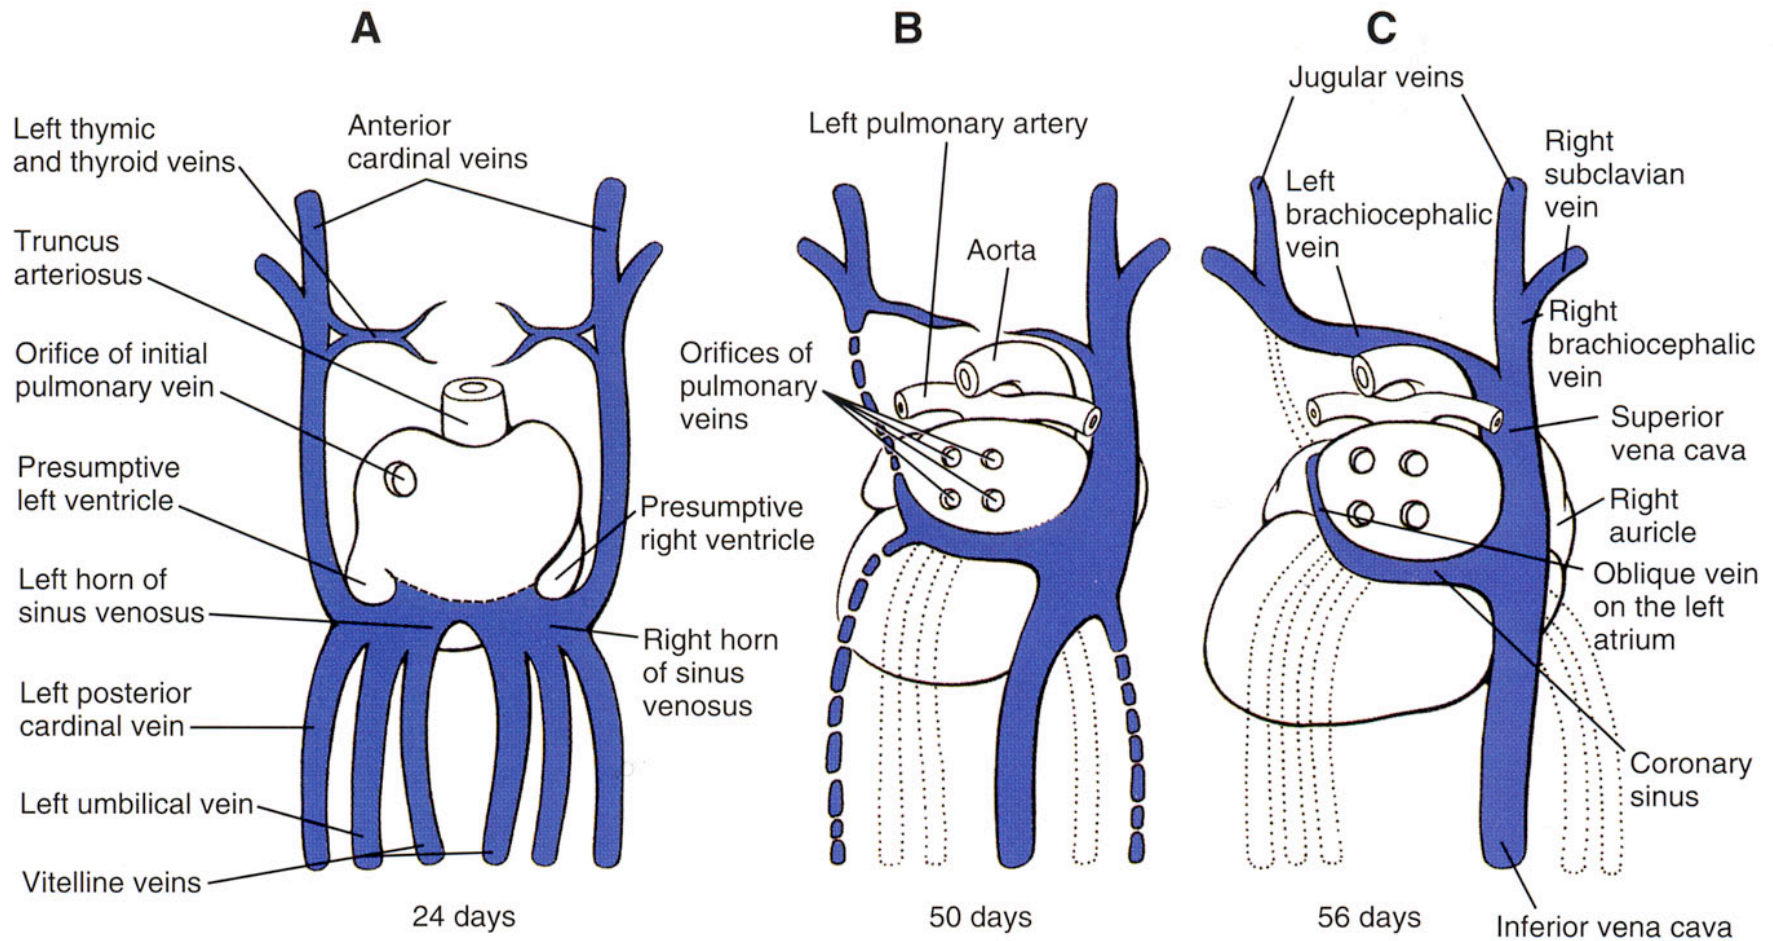 A
Left thymic
and thyroid veins
Anterior
cardinal veins
Truncus
arteriosus
Orifice of initial
pulmonary vein
Presumptive
left ventricle
Presumptive
right ventricle
Left horn of
sinus venosus
Right horn
of sinus
venosus
Left posterior
cardinal vein
Left umbilical vein
Vitelline veins
24 days
B
Left pulmonary artery
Aorta
Orifices of
pulmonary
veins
50 days
C
Jugular veins
Left
brachiocephalic
vein
Right
subclavian
vein
Right
brachiocephalic
vein
Superior
vena cava
Right
auricle
Oblique vein
on the left
atrium
Coronary
sinus
Inferior vena cava
56 days